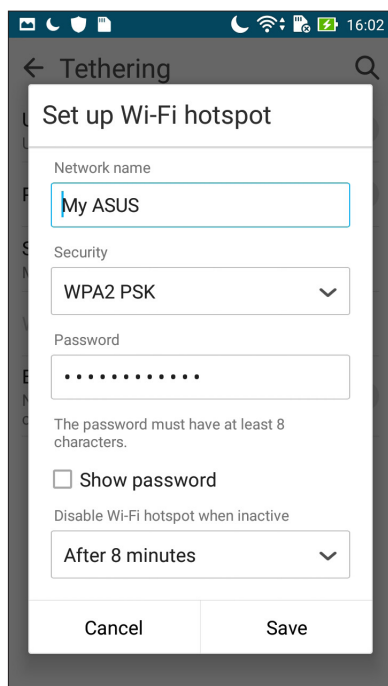 16:02
Tethering
Set up Wi-Fi hotspot
Network name
My ASUS
Security
WPA2 PSK
Password
••••••••••••
The password must have at least 8
characters.
Show password
Disable Wi-Fi hotspot when inactive
After 8 minutes
Cancel
Save